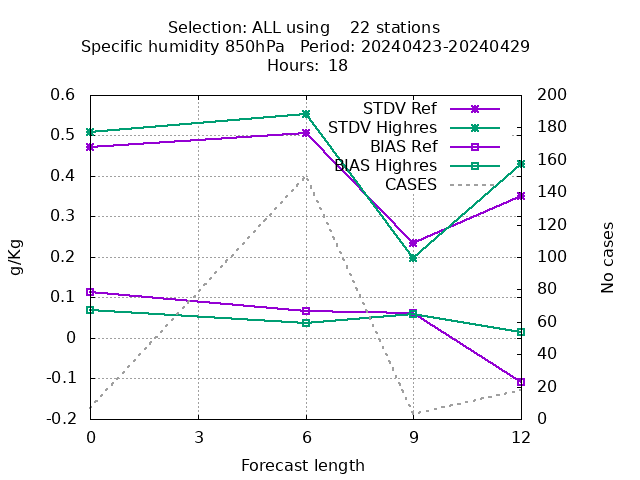 Selection: ALL using    22 stations
Specific humidity 850hPa   Period: 20240423-20240429
Hours:  18
STDV Ref
STDV Highres
BIAS Ref
BIAS Highres
CASES
0.6
0.5
0.4
0.3
0.2
0.1
0
-0.1
-0.2
g/Kg
200
180
160
140
120
100
80
60
40
20
0
No cases
0 3 6 9 12
Forecast length